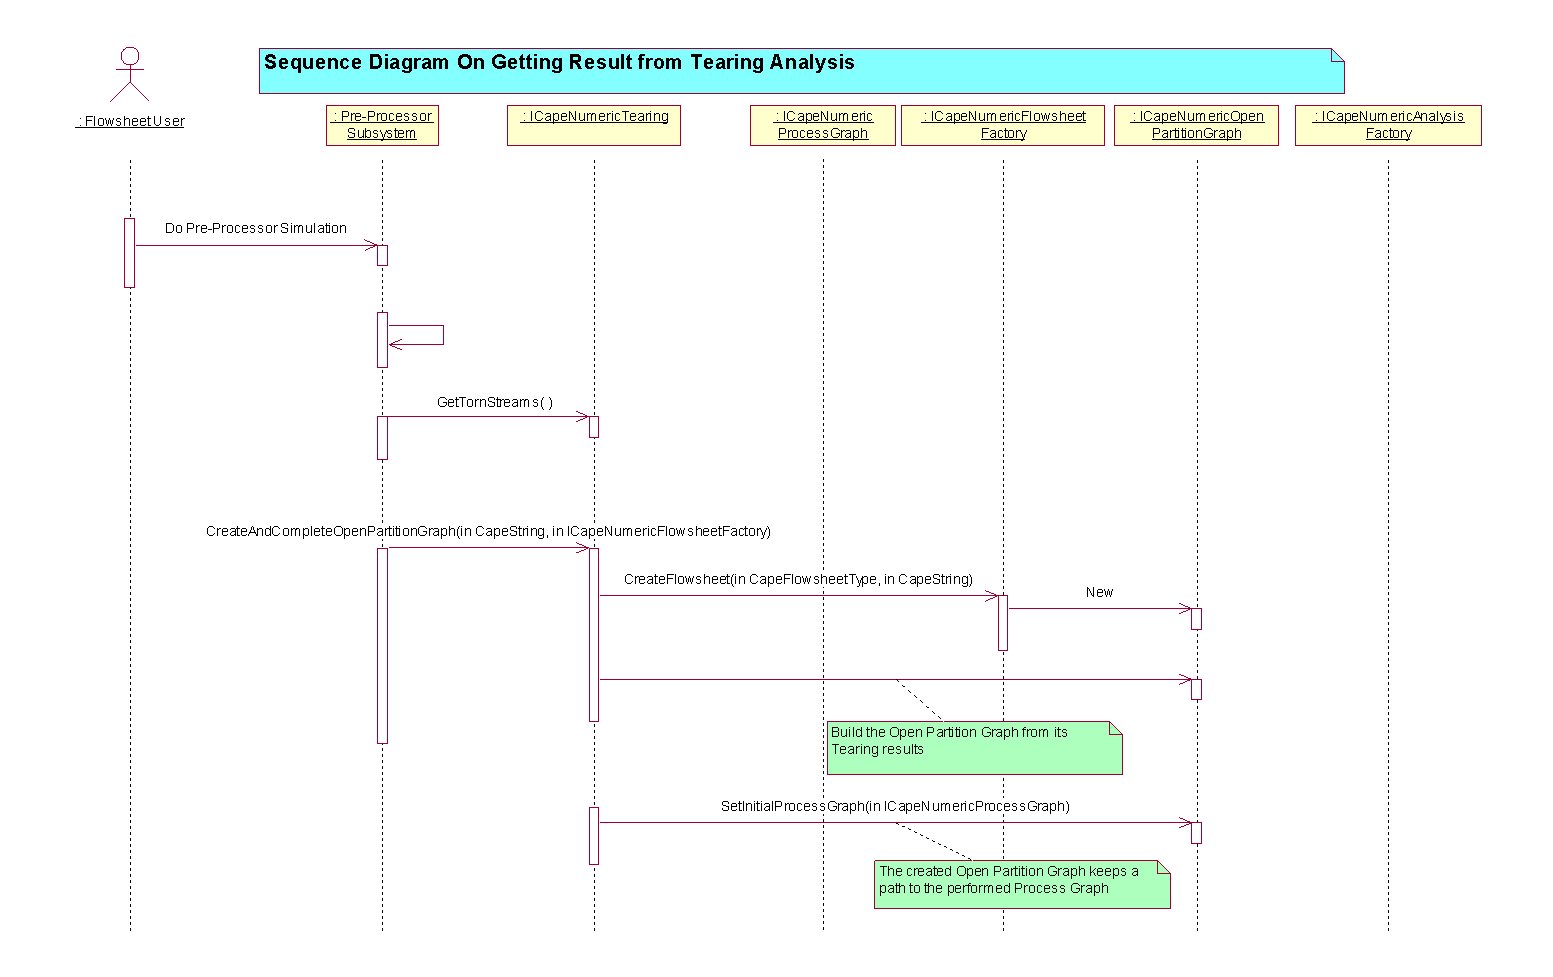 Sequence Diagram On Getting Result from Tearing Analysis
: FlowsheetUser
: Pre-Processor
Subsystem
: ICapeNumericTearing
: ICapeNumeric
ProcessGraph
: ICapeNumericFlowsheet
Factory
: ICapeNumericOpen
PartitionGraph
: ICapeNumericAnalysis
Factory
Do Pre-Processor Simulation
GetTornStreams( )
CreateAndCompleteOpenPartitionGraph(in CapeString, in ICapeNumericFlowsheetFactory)
CreateFlowsheet(in CapeFlowsheetType, in CapeString)
New
Build the Open Partition Graph from its
Tearing results
SetInitialProcessGraph(in ICapeNumericProcessGraph)
The created Open Partition Graph keeps a
path to the performed Process Graph